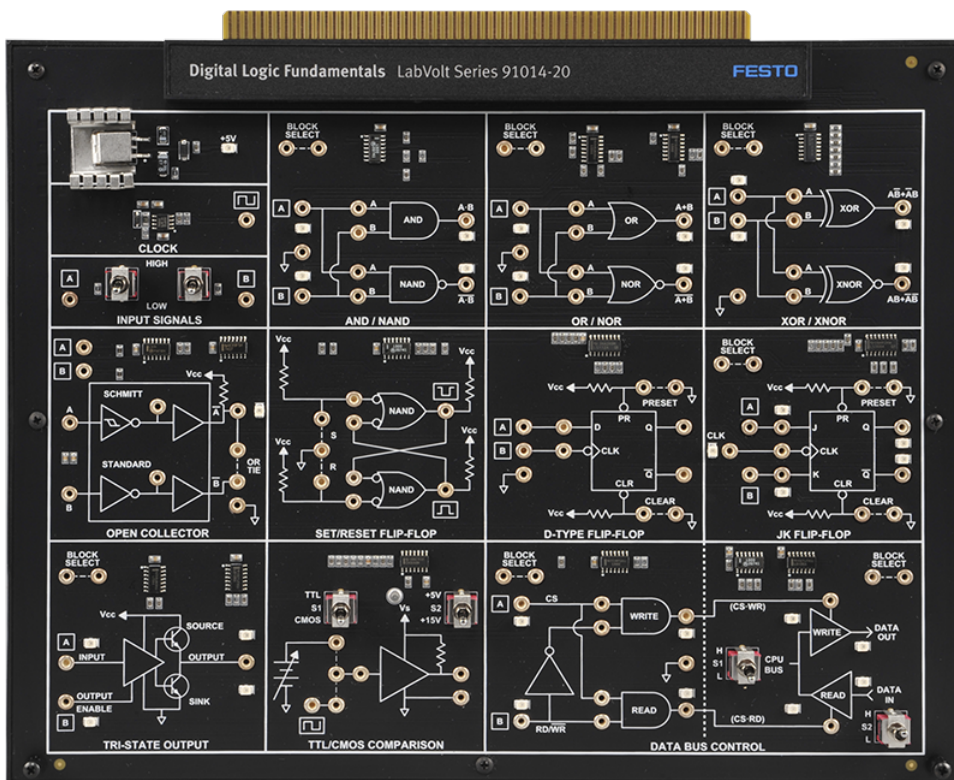 Digital Logic Fundamentals LabVolt Series 91014-20
FESTO
+5V
CLOCK
A
HIGH
B
LOW
INPUT SIGNALS
BLOCK
SELECT
A
A
AND
A·B
B
A
NAND
B
B
A·B
AND / NAND
BLOCK
SELECT
A
A
OR
A+B
B
A
NOR
B
B
A+B
OR / NOR
BLOCK
SELECT
A
A
XOR
AB+AB
B
B
A
XNOR
B
AB+AB
XOR / XNOR
A
B
Vcc
SCHMITT
A
A
STANDARD
OR
TIE
B
B
OPEN COLLECTOR
Vcc
Vcc
NAND
S
Vcc
Vcc
R
NAND
SET/RESET FLIP-FLOP
Vcc
PRESET
PR
A
D
Q
B
CLK
Q
CLR
Vcc
CLEAR
D-TYPE FLIP-FLOP
BLOCK
SELECT
Vcc
PRESET
PR
A
J
Q
CLK
CLK
K
Q
B
CLR
Vcc
CLEAR
JK FLIP-FLOP
BLOCK
SELECT
Vcc
SOURCE
A
INPUT
OUTPUT
OUTPUT
ENABLE
SINK
B
TRI-STATE OUTPUT
TTL
S1
CMOS
Vs
+5V
S2
+15V
TTL/CMOS COMPARISON
BLOCK
SELECT
A
CS
WRITE
B
RD/WR
READ
BLOCK
SELECT
(CS·WR)
WRITE
DATA
OUT
H
S1
L
CPU
BUS
READ
DATA
IN
(CS·RD)
H
S2
L
DATA BUS CONTROL